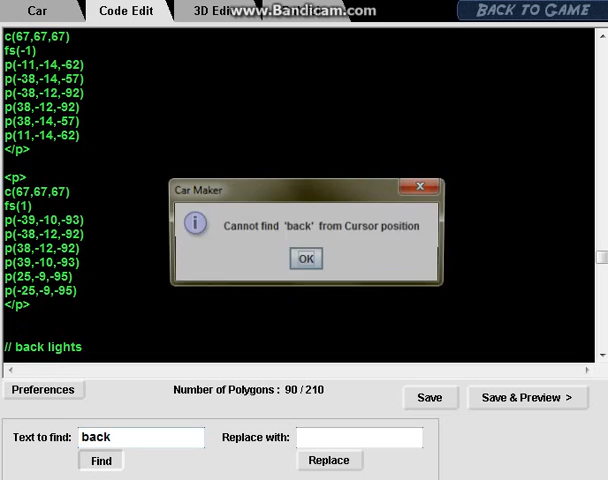 www.Bandicam.com
Car
Code Edit
3D Edi
BACK TO GAME
c(67,67,67)
fs(-1)
p(-11,-14,-62)
p(-38,-14,-57)
p(-38,-12,-92)
p(38,-12,-92)
p(38,-14,-57)
p(11,-14,-62)
</p>
<p>
c(67,67,67)
fs(1)
p(-39,-10,-93)
p(-38,-12,-92)
p(38,-12,-92)
p(39,-10,-93)
p(25,-9,-95)
p(-25,-9,-95)
</p>
// back lights
Car Maker
Cannot find 'back' from Cursor position
OK
Preferences
Number of Polygons : 90 / 210
Save
Save & Preview >
Text to find: back
Replace with:
Find
Replace